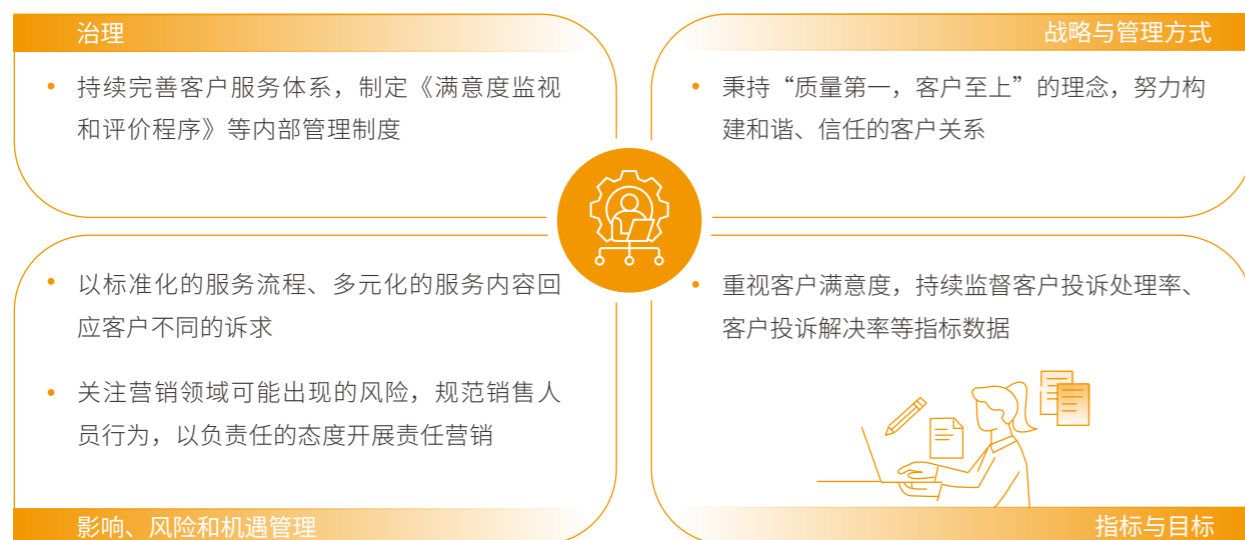 治理
• 持续完善客户服务体系，制定《满意度监视
和评价程序》等内部管理制度
战略与管理方式
• 秉持“质量第一，客户至上”的理念，努力构
建和谐、信任的客户关系
• 以标准化的服务流程、多元化的服务内容回
应客户不同的诉求
• 关注营销领域可能出现的风险，规范销售人
员行为，以负责任的态度开展责任营销
影响、风险和机遇管理
• 重视客户满意度，持续监督客户投诉处理率、
客户投诉解决率等指标数据
指标与目标